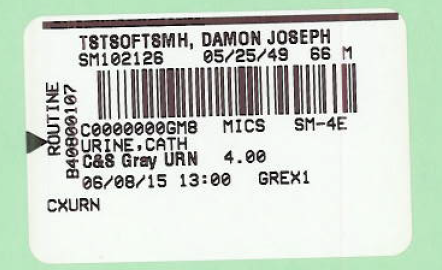 TSTSOFTSMH, DAMON JOSEPH
SM102126 05/25/49 66 M
ROUTINE
B40800107
C0000000GM8 MICS SM-4E
URINE,CATH
C&S Gray URN 4.00
06/08/15 13:00 GREX1
CXURN